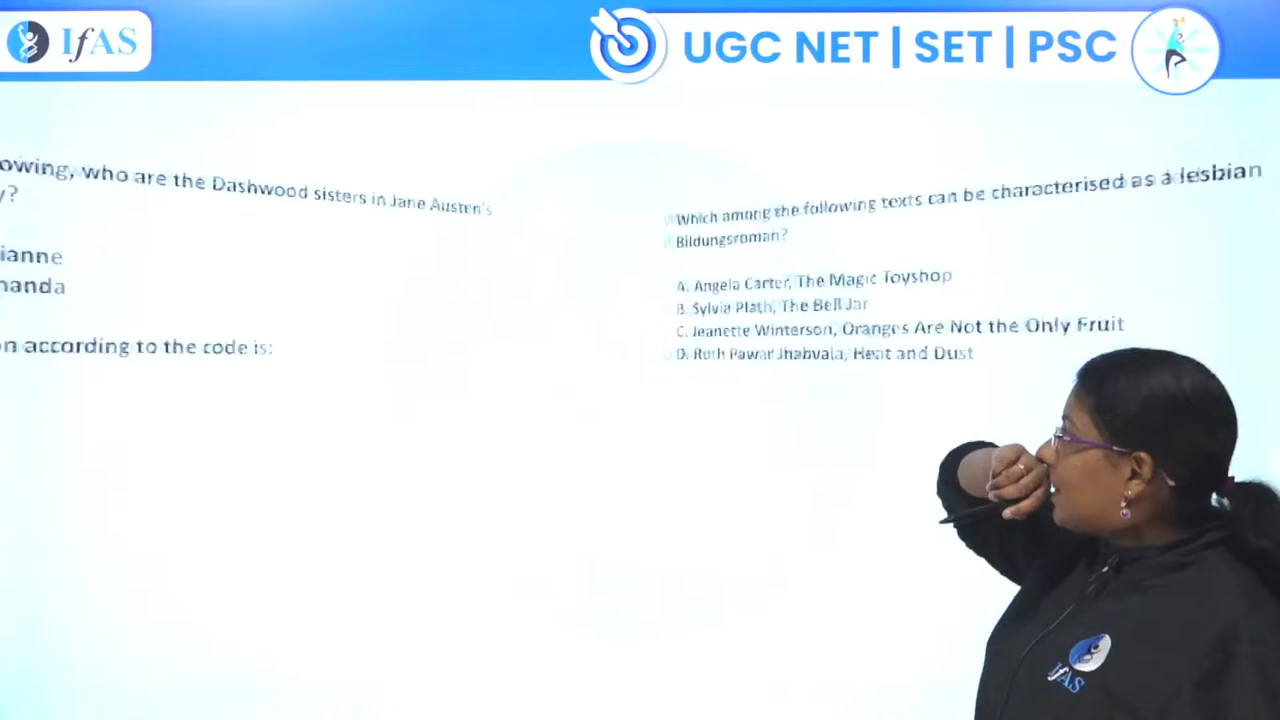 IfAS
UGC NET | SET | PSC
owing, who are the Dashwood sisters in Jane Austen's
y?
ianne
nanda
n according to the code is:
Which among the following texts can be characterised as a lesbian
Bildungsroman?
A. Angela Carter, The Magic Toyshop
B. Sylvia Plath, The Bell Jar
C. Jeanette Winterson, Oranges Are Not the Only Fruit
D. Ruth Pawar Jhabvala, Heat and Dust
IfAS